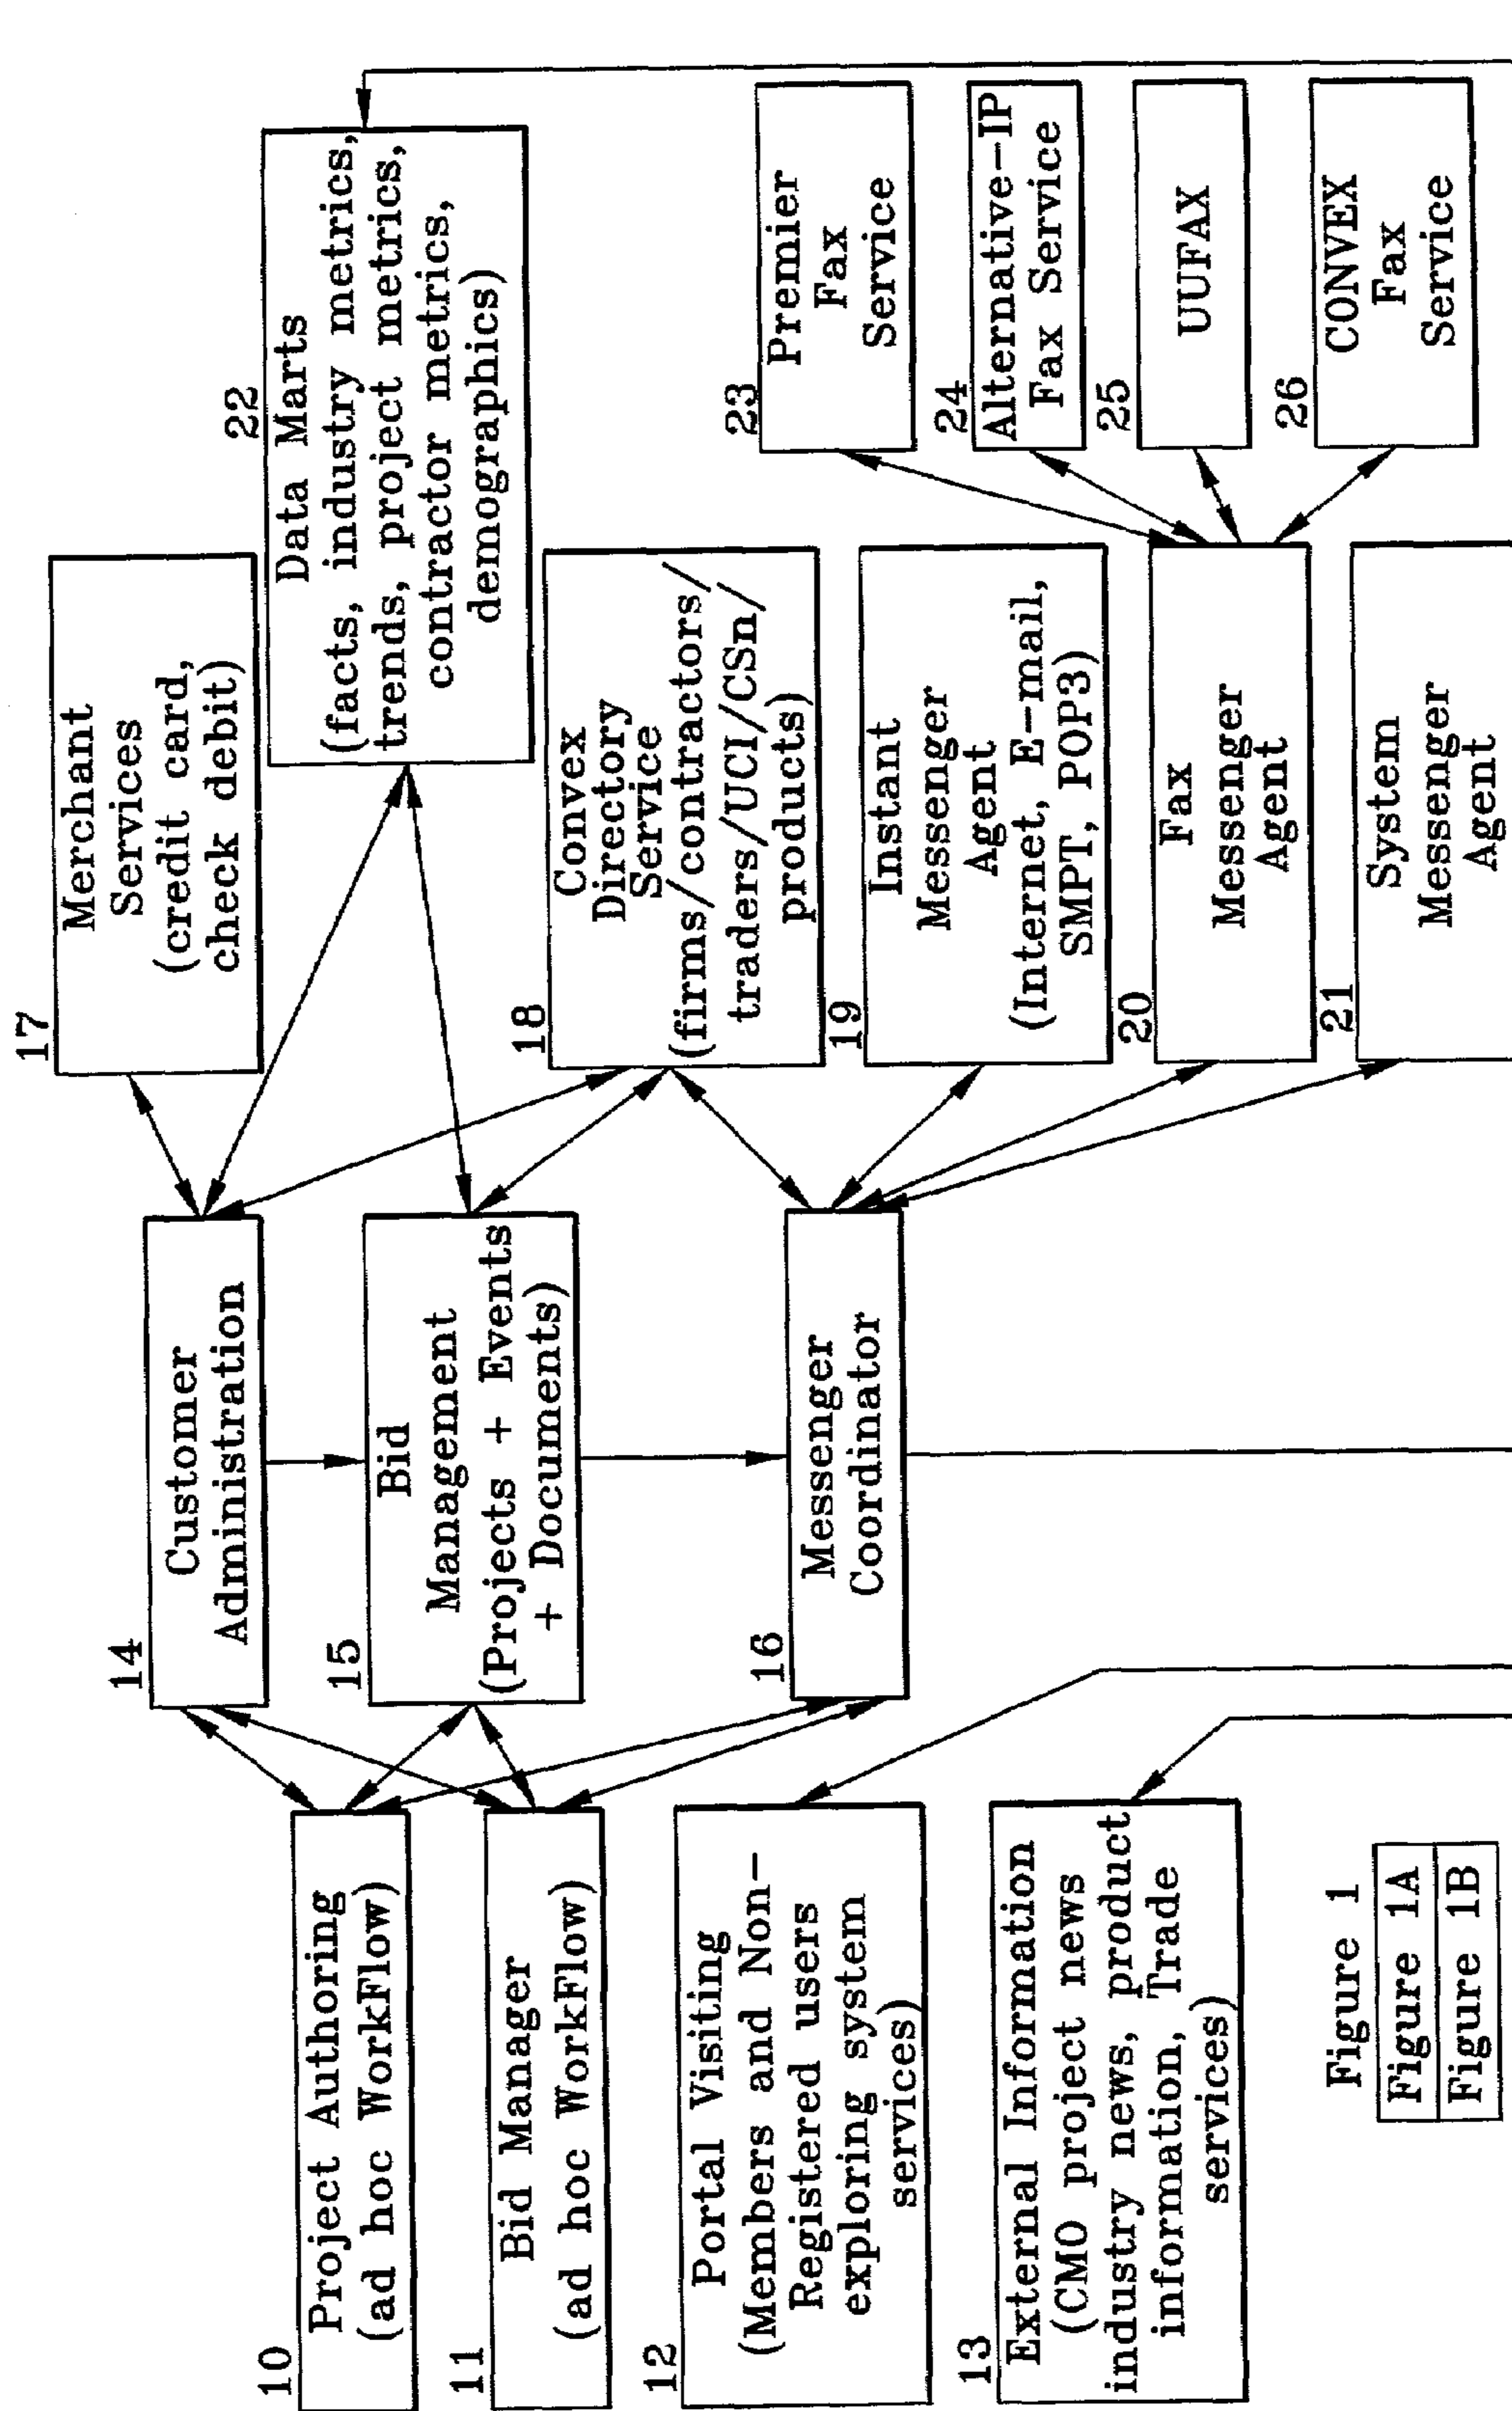 10
Project Authoring
(ad hoc WorkFlow)
11
Bid Manager
(ad hoc WorkFlow)
12
Portal Visiting
(Members and Non-
Registered users
exploring system
services)
13
External Information
(CMO project news
industry news, product
information, Trade
services)
14
Customer
Administration
15
Bid
Management
(Projects + Events
+ Documents)
16
Messenger
Coordinator
17
Merchant
Services
(credit card,
check debit)
18
Convex
Directory
Service
(firms/contractors/
traders/UCI/CSn/
products)
19
Instant
Messenger
Agent
(Internet, E-mail,
SMPT, POP3)
20
Fax
Messenger
Agent
21
System
Messenger
Agent
22
Data Marts
(facts, industry metrics,
trends, project metrics,
contractor metrics,
demographics)
23
Premier
Fax
Service
24
Alternative-IP
Fax Service
25
UUFAX
26
CONVEX
Fax
Service
Figure 1
Figure 1A
Figure 1B